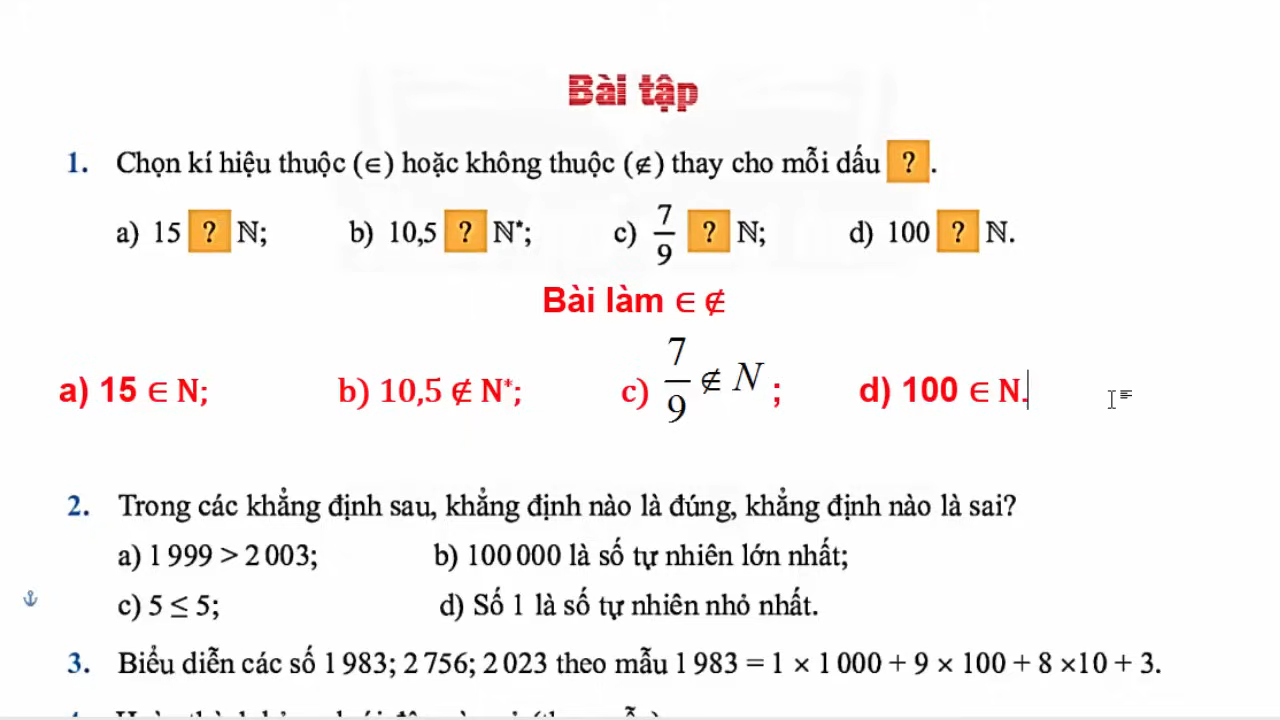 Bài tập
1. Chọn kí hiệu thuộc (∈) hoặc không thuộc (∉) thay cho mỗi dấu ?.
a) 15 ? ℕ; b) 10,5 ? ℕ*; c) 7/9 ? ℕ; d) 100 ? ℕ.
Bài làm ∈ ∉
a) 15 ∈ N; b) 10,5 ∉ N*; c) 7/9 ∉ N ; d) 100 ∈ N.
2. Trong các khẳng định sau, khẳng định nào là đúng, khẳng định nào là sai?
a) 1 999 > 2 003; b) 100 000 là số tự nhiên lớn nhất;
c) 5 ≤ 5; d) Số 1 là số tự nhiên nhỏ nhất.
3. Biểu diễn các số 1 983; 2 756; 2 023 theo mẫu 1 983 = 1 × 1 000 + 9 × 100 + 8 ×10 + 3.